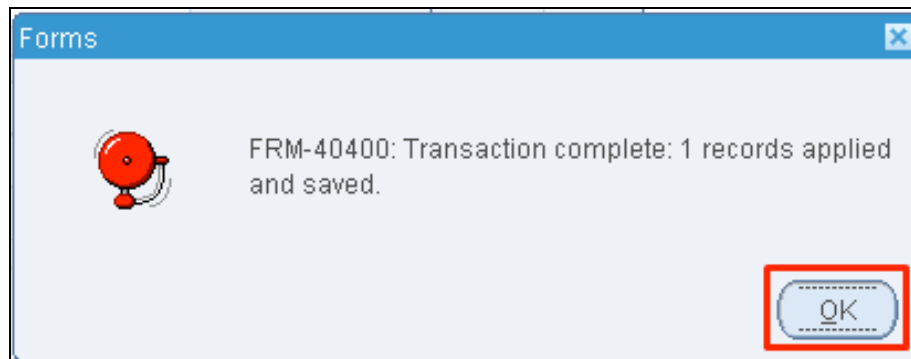 Forms
FRM-40400: Transaction complete: 1 records applied
and saved.
OK